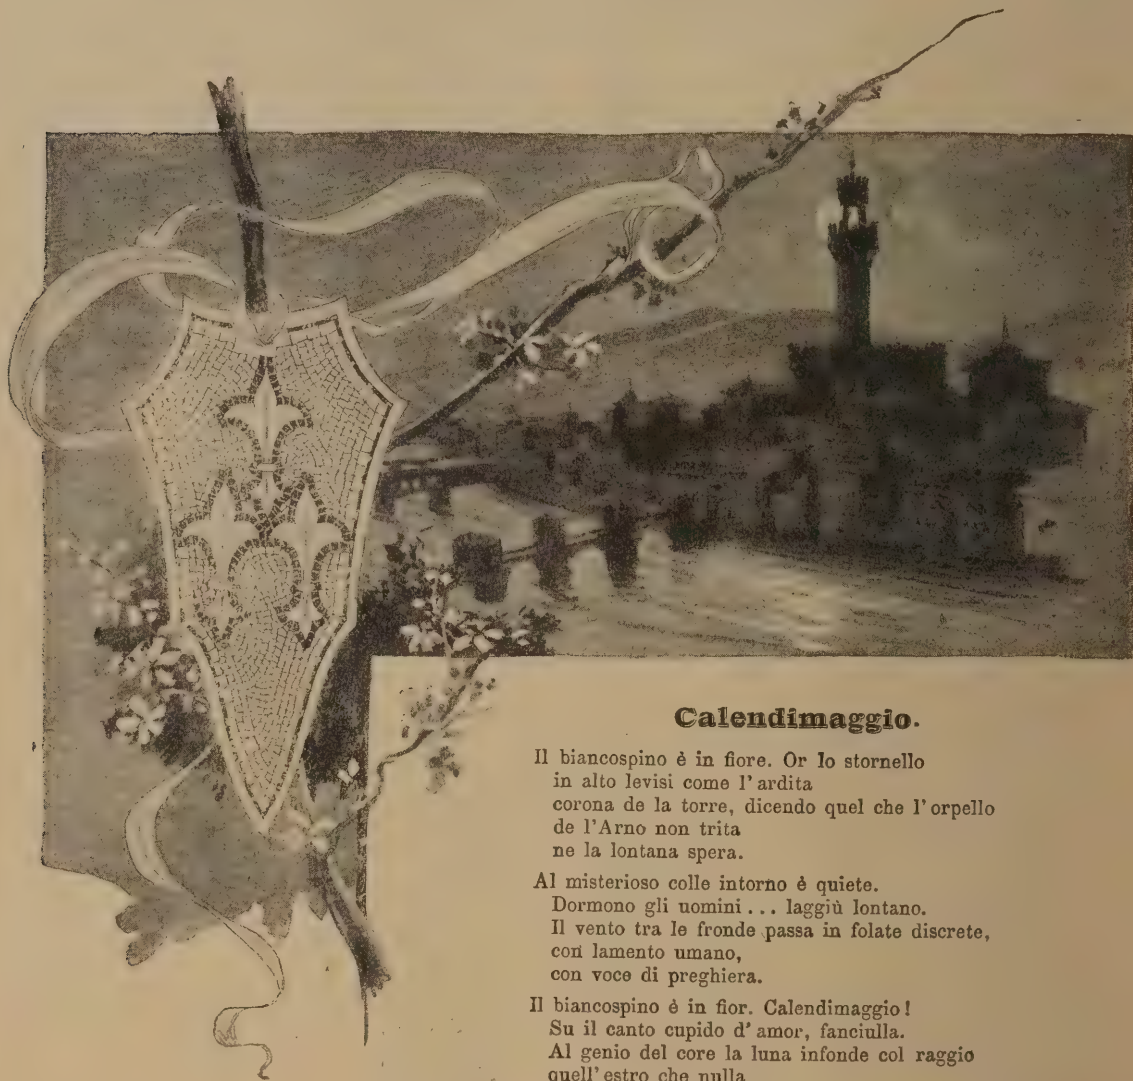 Calendimaggio.
Il biancospino è in fiore. Or lo stornello
in alto levisi come l'ardita
corona de la torre, dicendo quel che l'orpello
de l'Arno non trita
ne la lontana spera.
Al misterioso colle intorno è quiete.
Dormono gli uomini... laggiù lontano.
Il vento tra le fronde passa in folate discrete,
con lamento umano,
con voce di preghiera.
Il biancospino è in fior. Calendimaggio!
Su il canto cupido d'amor, fanciulla.
Al genio del core la luna infonde col raggio
quell'estro che nulla